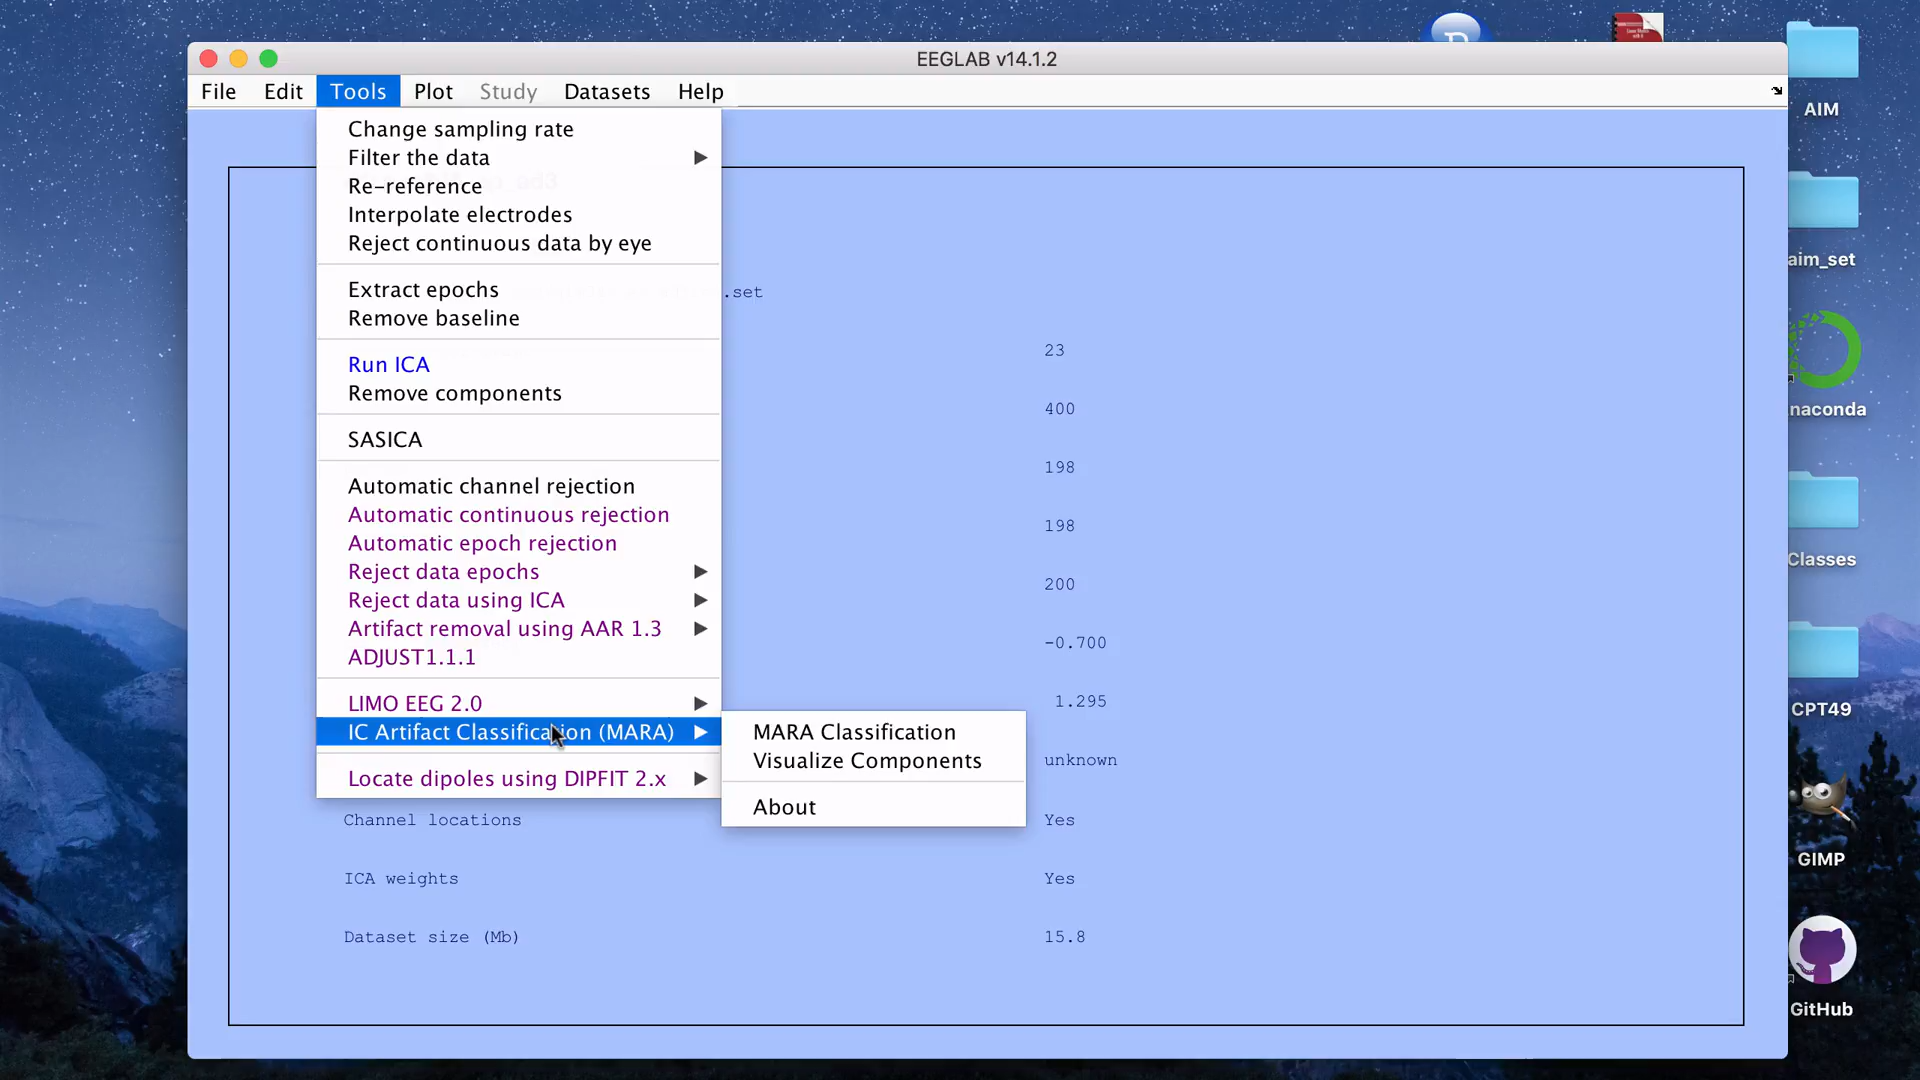 EEGLAB v14.1.2
File Edit Tools Plot Study Datasets Help
Change sampling rate
Filter the data
Re-reference
Interpolate electrodes
Reject continuous data by eye
Extract epochs
Remove baseline
Run ICA
Remove components
SASICA
Automatic channel rejection
Automatic continuous rejection
Automatic epoch rejection
Reject data epochs
Reject data using ICA
Artifact removal using AAR 1.3
ADJUST1.1.1
LIMO EEG 2.0
IC Artifact Classification (MARA)
Locate dipoles using DIPFIT 2.x
MARA Classification
Visualize Components
About
.set
23
400
198
198
200
-0.700
1.295
unknown
Channel locations Yes
ICA weights Yes
Dataset size (Mb) 15.8
AIM
aim_set
naconda
Classes
CPT49
GIMP
GitHub